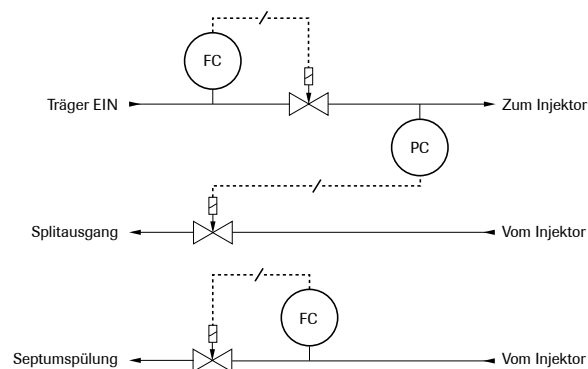 FC
Träger EIN
Zum Injektor
PC
Splitausgang
Vom Injektor
FC
Septumspülung
Vom Injektor